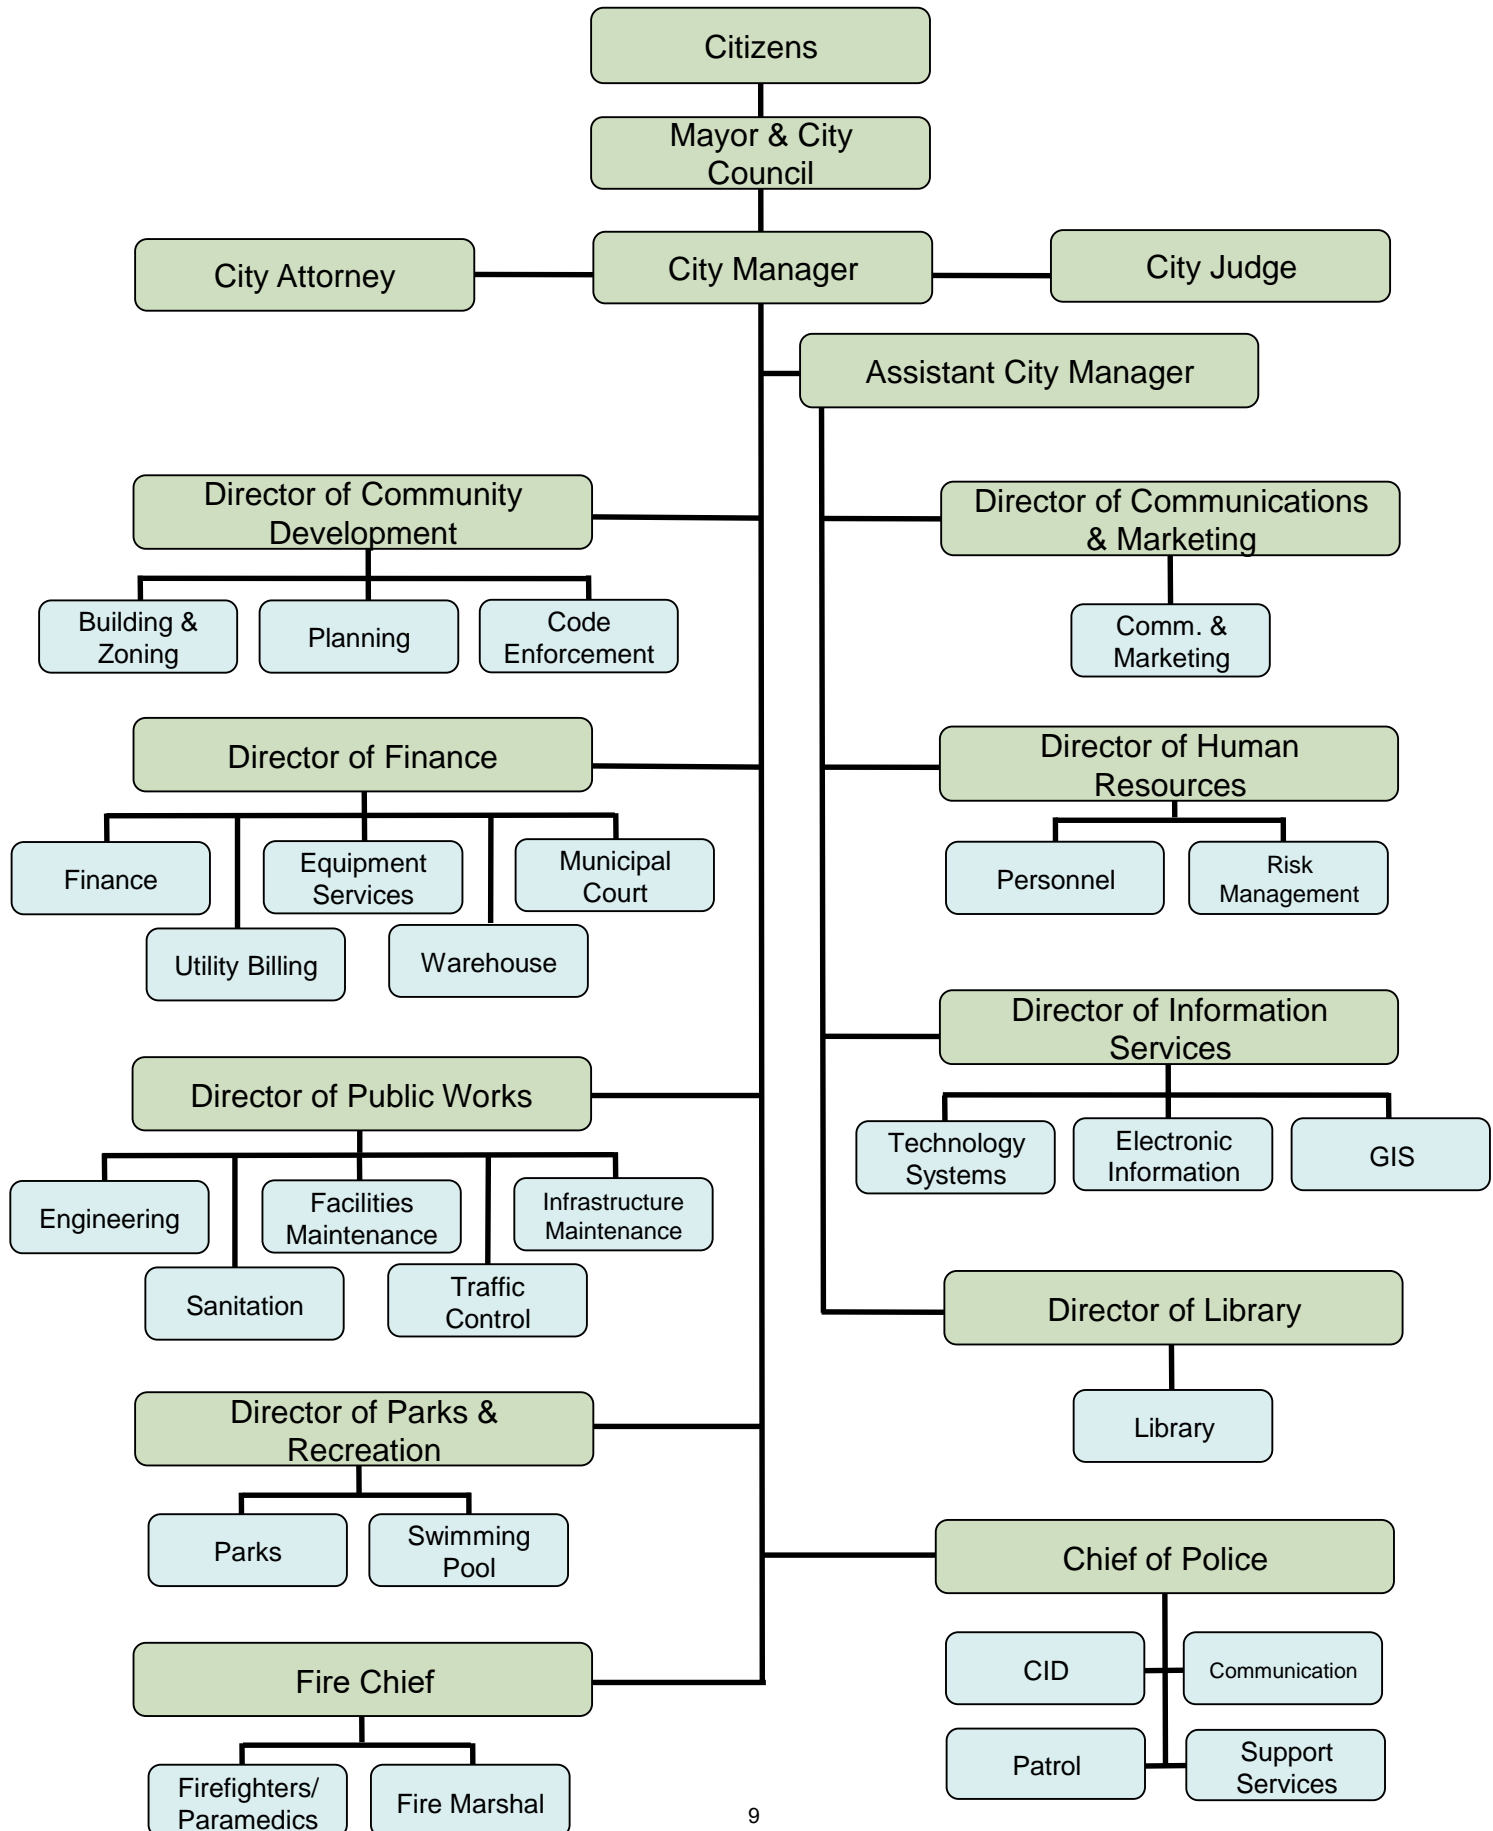 Citizens
Mayor & City
Council
City Attorney
City Manager
City Judge
Assistant City Manager
Director of Community
Development
Building &
Zoning
Planning
Code
Enforcement
Director of Communications
& Marketing
Comm. &
Marketing
Director of Finance
Finance
Equipment
Services
Municipal
Court
Utility Billing
Warehouse
Director of Human
Resources
Personnel
Risk
Management
Director of Information
Services
Technology
Systems
Electronic
Information
GIS
Director of Public Works
Engineering
Facilities
Maintenance
Infrastructure
Maintenance
Sanitation
Traffic
Control
Director of Library
Library
Director of Parks &
Recreation
Parks
Swimming
Pool
Chief of Police
CID
Communication
Patrol
Support
Services
Fire Chief
Firefighters/
Paramedics
Fire Marshal
9